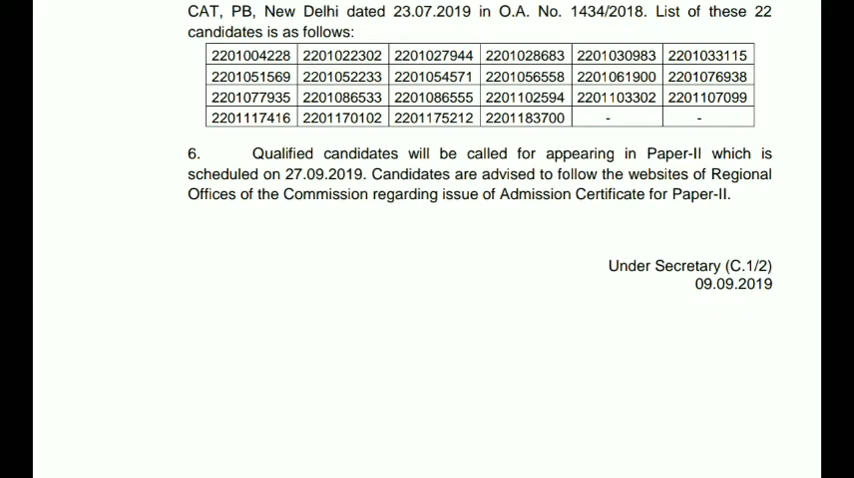 CAT, PB, New Delhi dated 23.07.2019 in O.A. No. 1434/2018. List of these 22
candidates is as follows:
2201004228 2201022302 2201027944 2201028683 2201030983 2201033115
2201051569 2201052233 2201054571 2201056558 2201061900 2201076938
2201077935 2201086533 2201086555 2201102594 2201103302 2201107099
2201117416 2201170102 2201175212 2201183700 - -
6. Qualified candidates will be called for appearing in Paper-II which is
scheduled on 27.09.2019. Candidates are advised to follow the websites of Regional
Offices of the Commission regarding issue of Admission Certificate for Paper-II.
Under Secretary (C.1/2)
09.09.2019